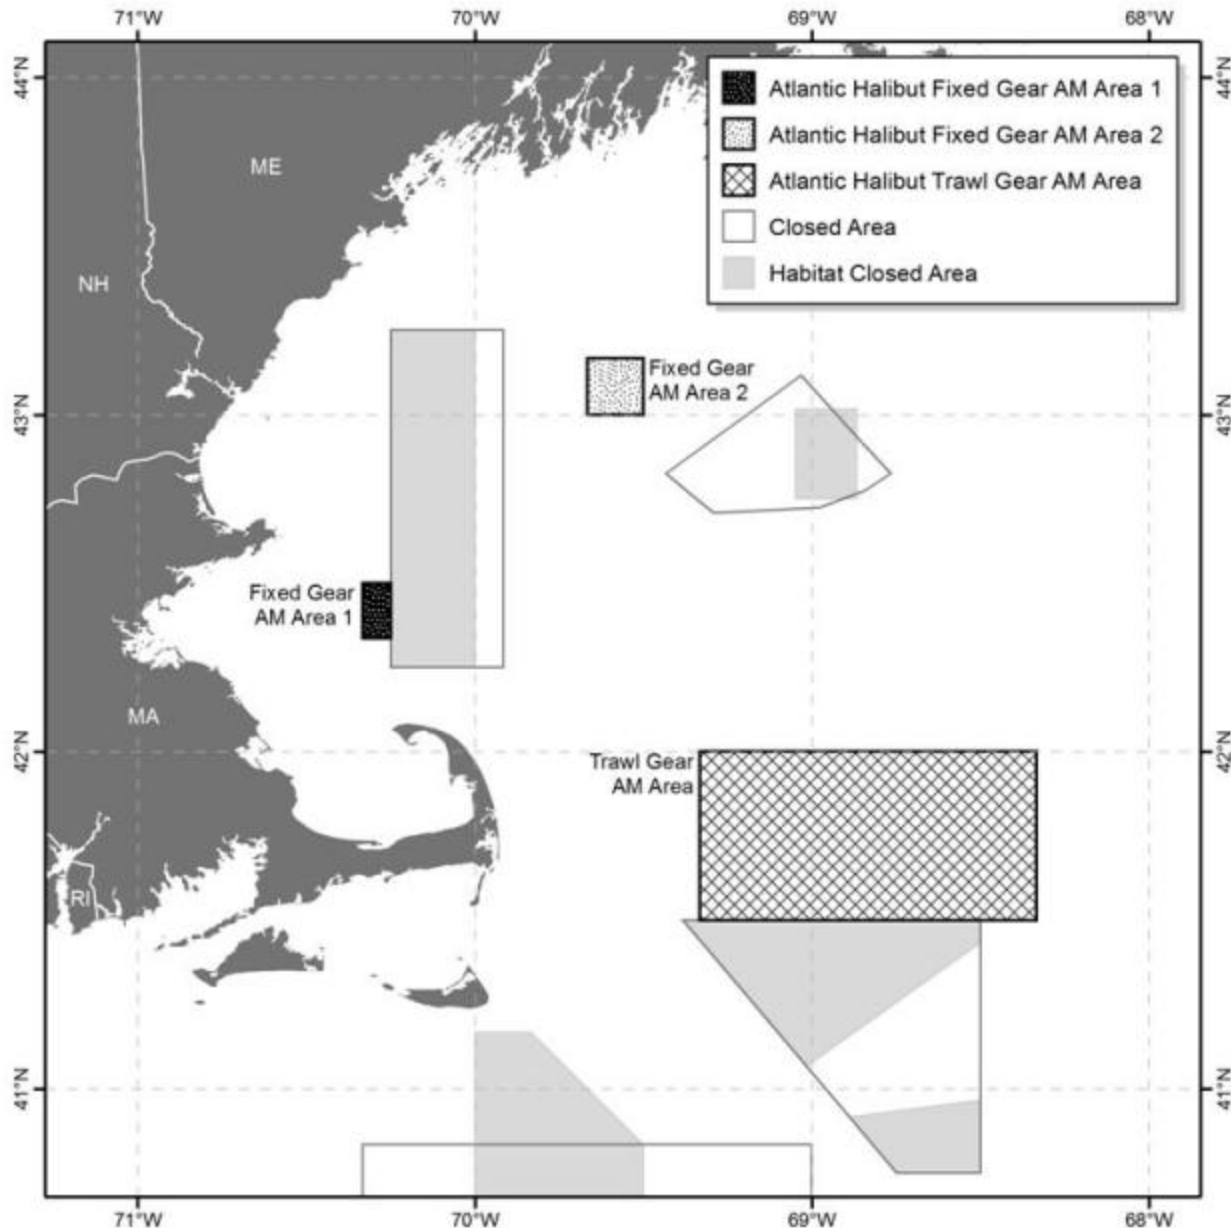 71°W 70°W 69°W 68°W
44°N 44°N
Atlantic Halibut Fixed Gear AM Area 1
Atlantic Halibut Fixed Gear AM Area 2
Atlantic Halibut Trawl Gear AM Area
Closed Area
Habitat Closed Area
ME
NH
Fixed Gear
AM Area 2
43°N 43°N
Fixed Gear
AM Area 1
MA
42°N 42°N
Trawl Gear
AM Area
RI
41°N 41°N
71°W 70°W 69°W 68°W